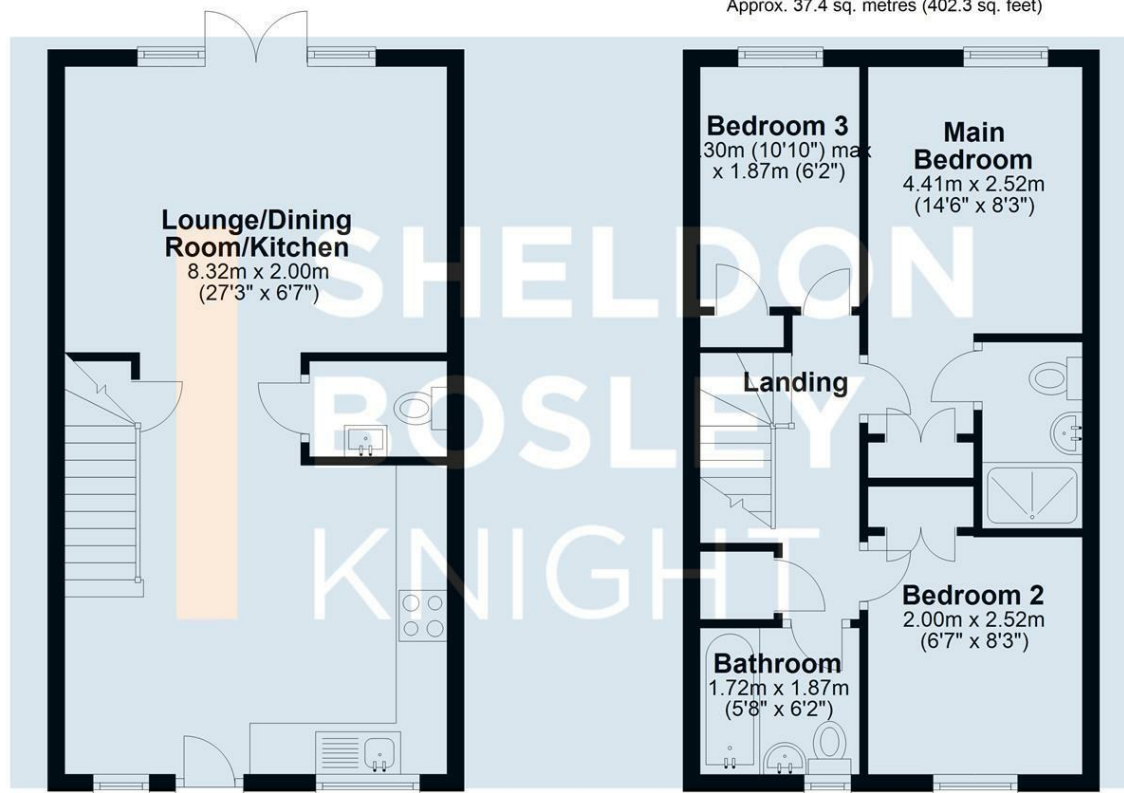 Approx. 37.4 sq. metres (402.3 sq. feet)
Lounge/Dining
Room/Kitchen
8.32m x 2.00m
(27'3" x 6'7")
Bedroom 3
.30m (10'10") max
x 1.87m (6'2")
Main
Bedroom
4.41m x 2.52m
(14'6" x 8'3")
Landing
Bedroom 2
2.00m x 2.52m
(6'7" x 8'3")
Bathroom
1.72m x 1.87m
(5'8" x 6'2")
SHELDON
BOSLEY
KNIGHT